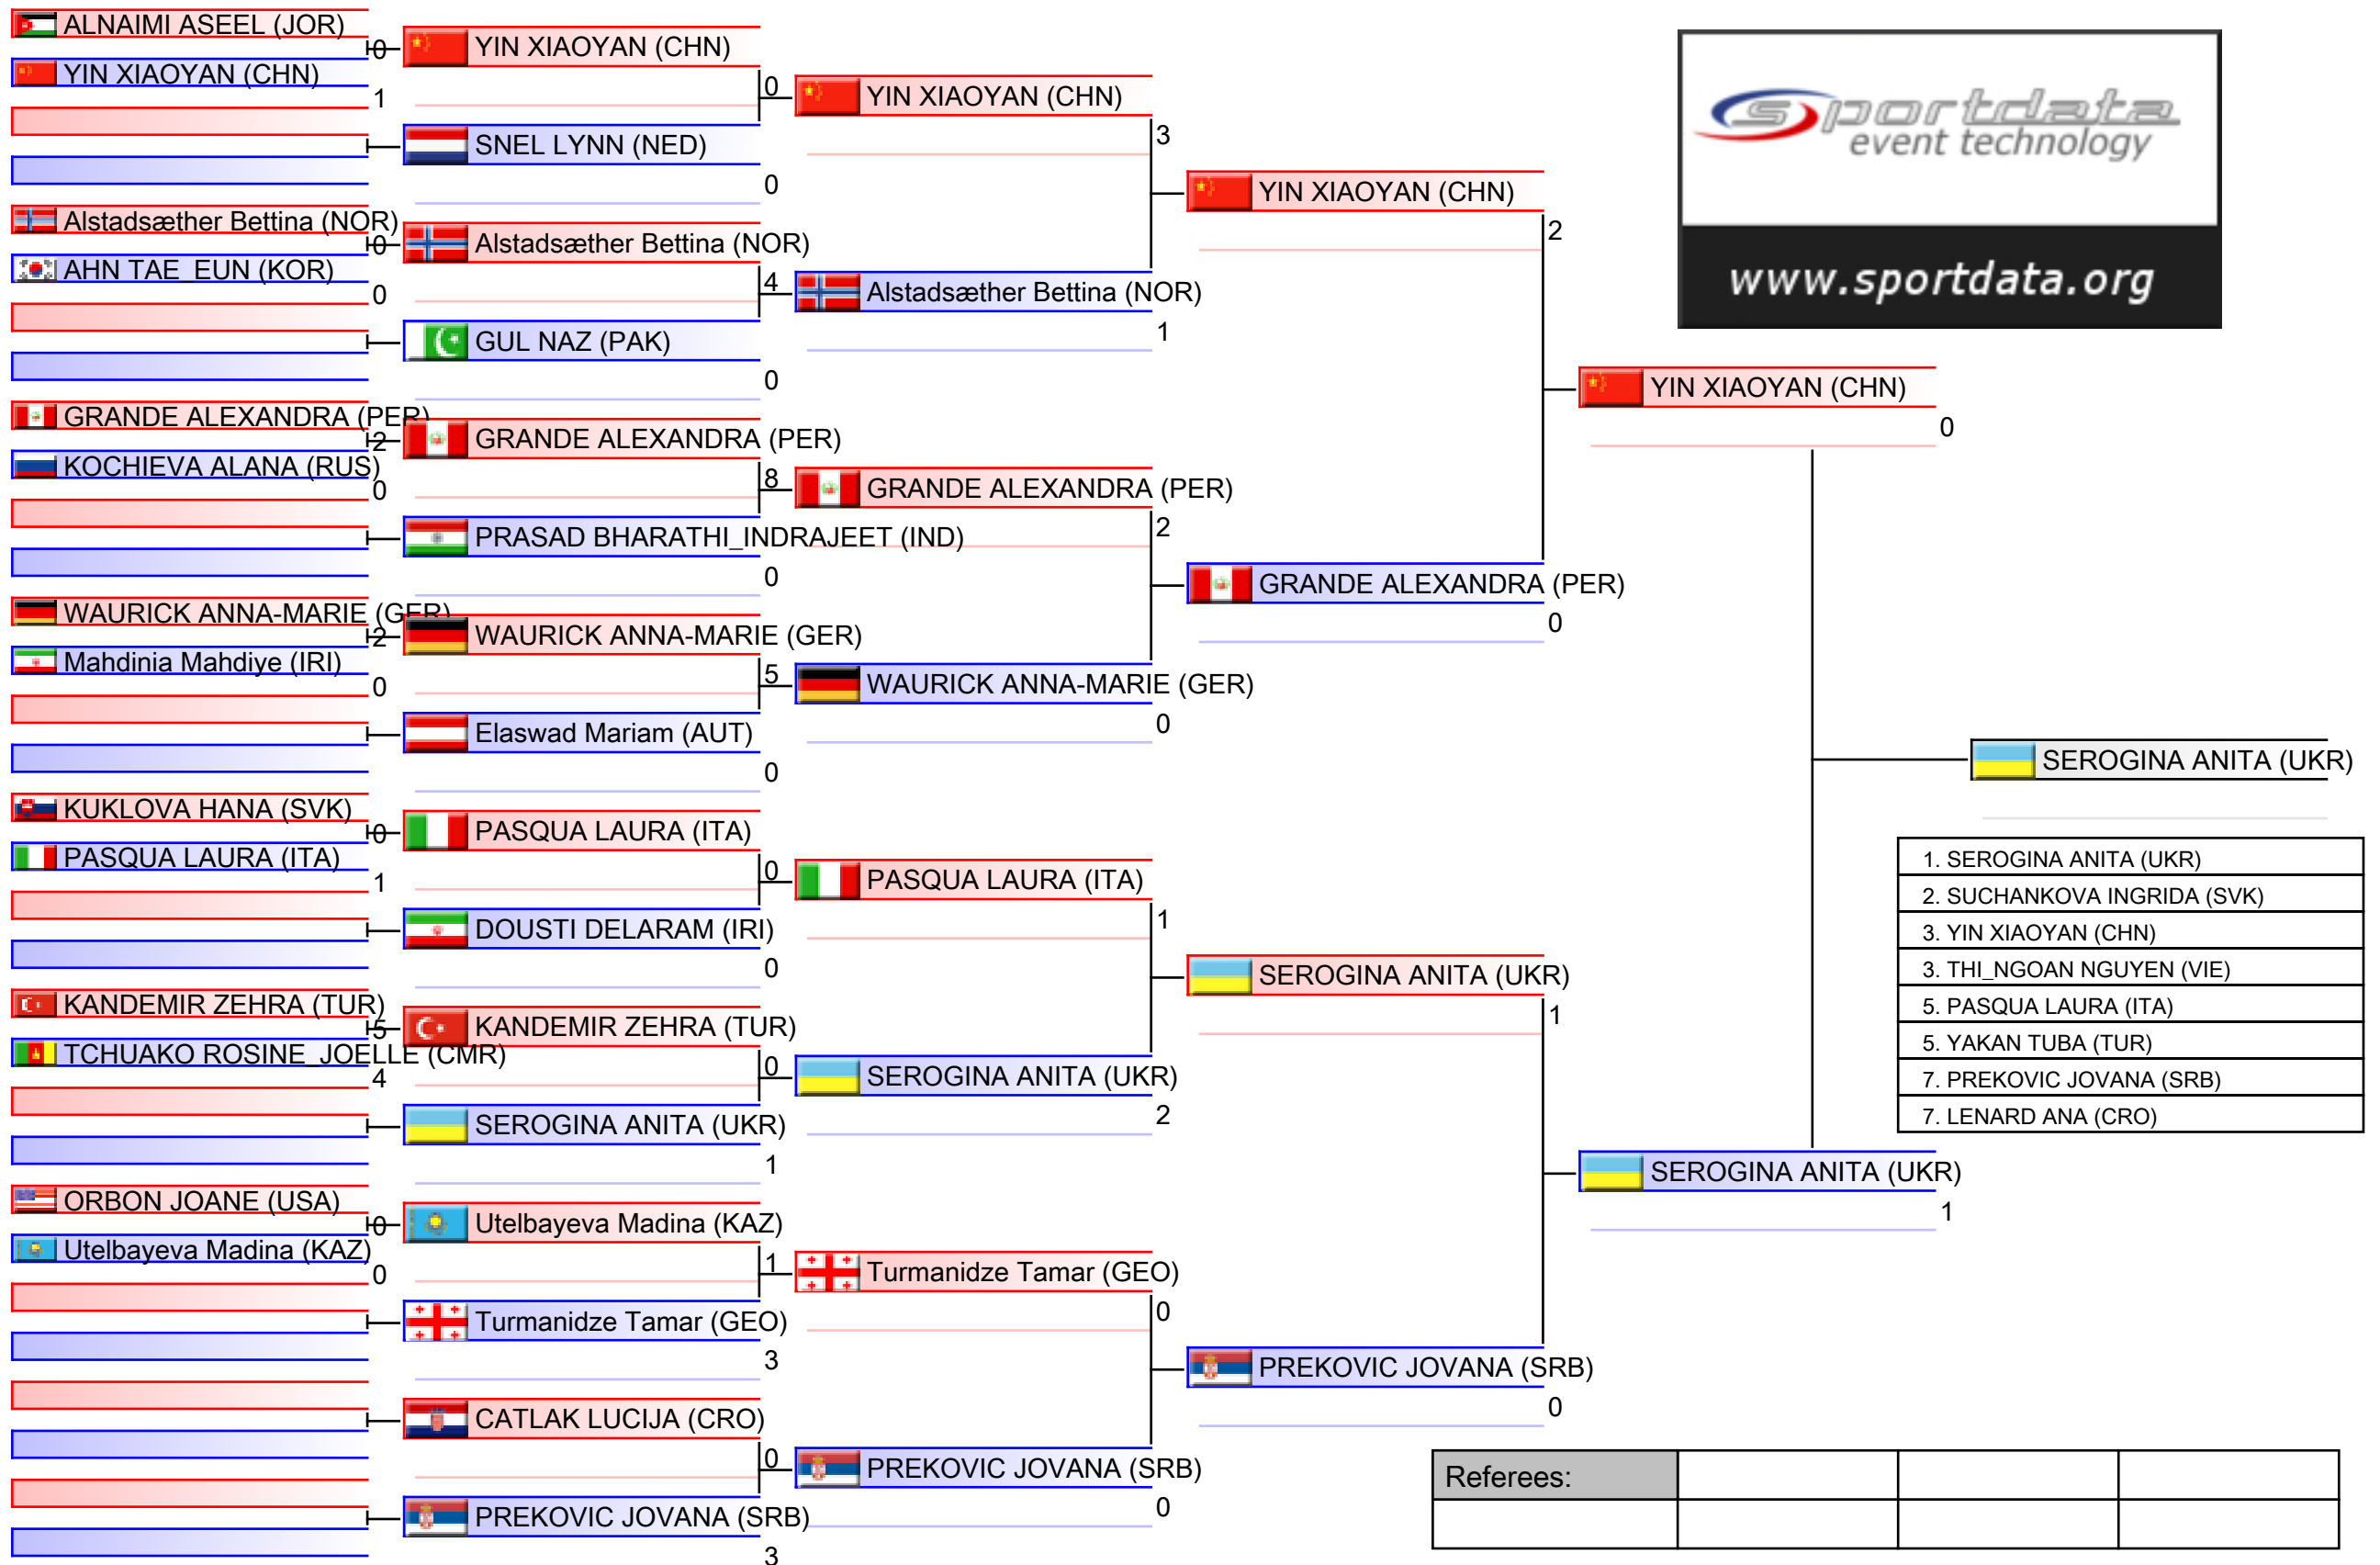 ALNAIMI ASEEL (JOR)
0
YIN XIAOYAN (CHN)
1
Alstadsæther Bettina (NOR)
0
AHN TAE_EUN (KOR)
0
GRANDE ALEXANDRA (PER)
2
KOCHIEVA ALANA (RUS)
0
WAURICK ANNA-MARIE (GER)
2
Mahdinia Mahdiye (IRI)
0
KUKLOVA HANA (SVK)
0
PASQUA LAURA (ITA)
1
KANDEMIR ZEHRA (TUR)
5
TCHUAKO ROSINE_JOELLE (CMR)
4
ORBON JOANE (USA)
0
Utelbayeva Madina (KAZ)
0
YIN XIAOYAN (CHN)
0
SNEL LYNN (NED)
0
Alstadsæther Bettina (NOR)
4
GUL NAZ (PAK)
0
GRANDE ALEXANDRA (PER)
8
PRASAD BHARATHI_INDRAJEET (IND)
0
WAURICK ANNA-MARIE (GER)
5
Elaswad Mariam (AUT)
0
PASQUA LAURA (ITA)
0
DOUSTI DELARAM (IRI)
0
KANDEMIR ZEHRA (TUR)
0
SEROGINA ANITA (UKR)
1
Utelbayeva Madina (KAZ)
1
Turmanidze Tamar (GEO)
3
CATLAK LUCIJA (CRO)
0
PREKOVIC JOVANA (SRB)
3
YIN XIAOYAN (CHN)
3
Alstadsæther Bettina (NOR)
1
GRANDE ALEXANDRA (PER)
2
WAURICK ANNA-MARIE (GER)
0
PASQUA LAURA (ITA)
1
SEROGINA ANITA (UKR)
2
Turmanidze Tamar (GEO)
0
PREKOVIC JOVANA (SRB)
0
YIN XIAOYAN (CHN)
2
GRANDE ALEXANDRA (PER)
0
SEROGINA ANITA (UKR)
1
PREKOVIC JOVANA (SRB)
0
YIN XIAOYAN (CHN)
0
SEROGINA ANITA (UKR)
1
sportdata
event technology
www.sportdata.org
SEROGINA ANITA (UKR)
1. SEROGINA ANITA (UKR)
2. SUCHANKOVA INGRIDA (SVK)
3. YIN XIAOYAN (CHN)
3. THI_NGOAN NGUYEN (VIE)
5. PASQUA LAURA (ITA)
5. YAKAN TUBA (TUR)
7. PREKOVIC JOVANA (SRB)
7. LENARD ANA (CRO)
Referees: